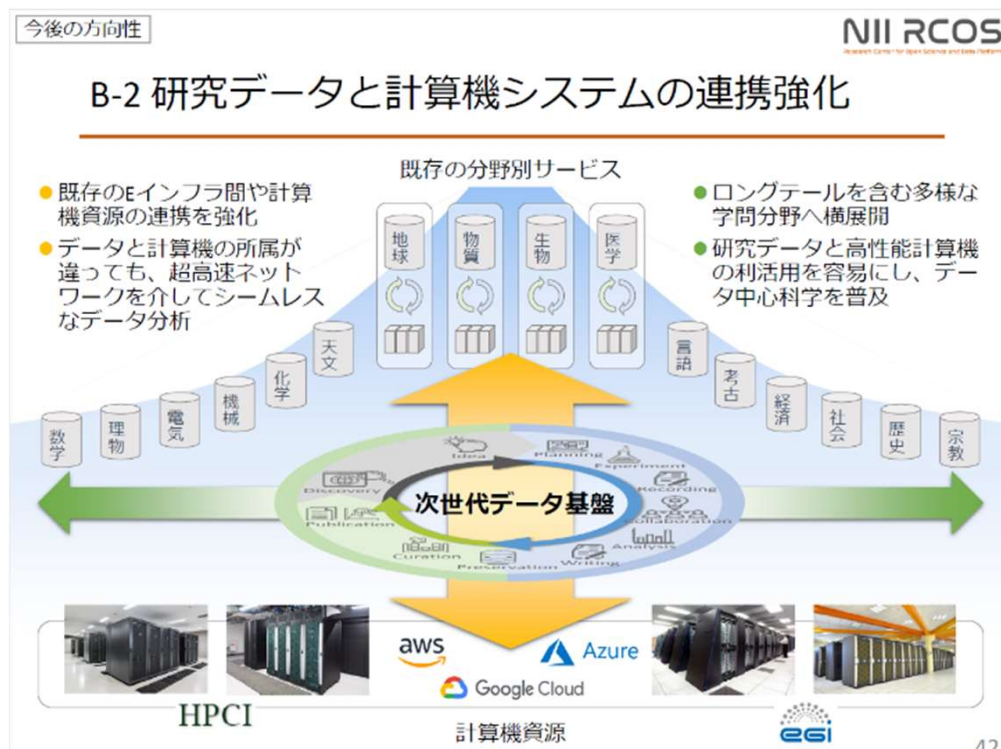 今後の方向性
NII RCOS
Research Center for Open Science and Data Platform
B-2 研究データと計算機システムの連携強化
既存の分野別サービス
● 既存のEインフラ間や計算
機資源の連携を強化
● データと計算機の所属が
違っても、超高速ネット
ワークを介してシームレス
なデータ分析
● ロングテールを含む多様な
学問分野へ横展開
● 研究データと高性能計算機
の利活用を容易にし、デー
タ中心科学を普及
地球
物質
生物
医学
数学
理物
電気
機械
化学
天文
言語
考古
経済
社会
歴史
宗教
Idea
Planning
Experiment
Recording
Collaboration
Analysis
Writing
Preservation
Curation
Publication
Discovery
次世代データ基盤
aws
Azure
Google Cloud
HPCI
計算機資源
egi
42